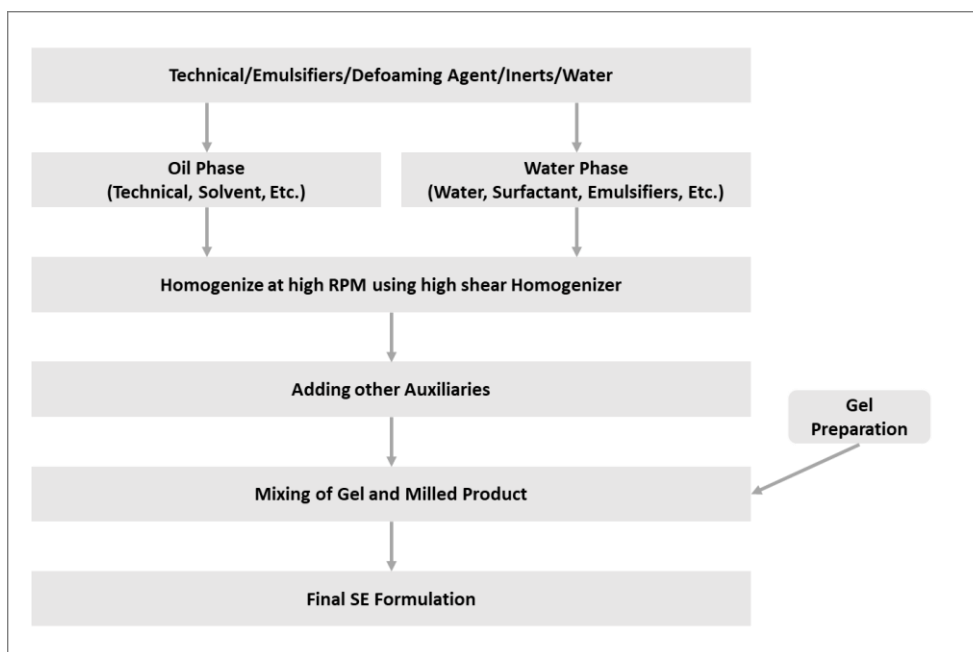 Technical/Emulsifiers/Defoaming Agent/Inerts/Water
Oil Phase
(Technical, Solvent, Etc.)
Water Phase
(Water, Surfactant, Emulsifiers, Etc.)
Homogenize at high RPM using high shear Homogenizer
Adding other Auxiliaries
Gel
Preparation
Mixing of Gel and Milled Product
Final SE Formulation